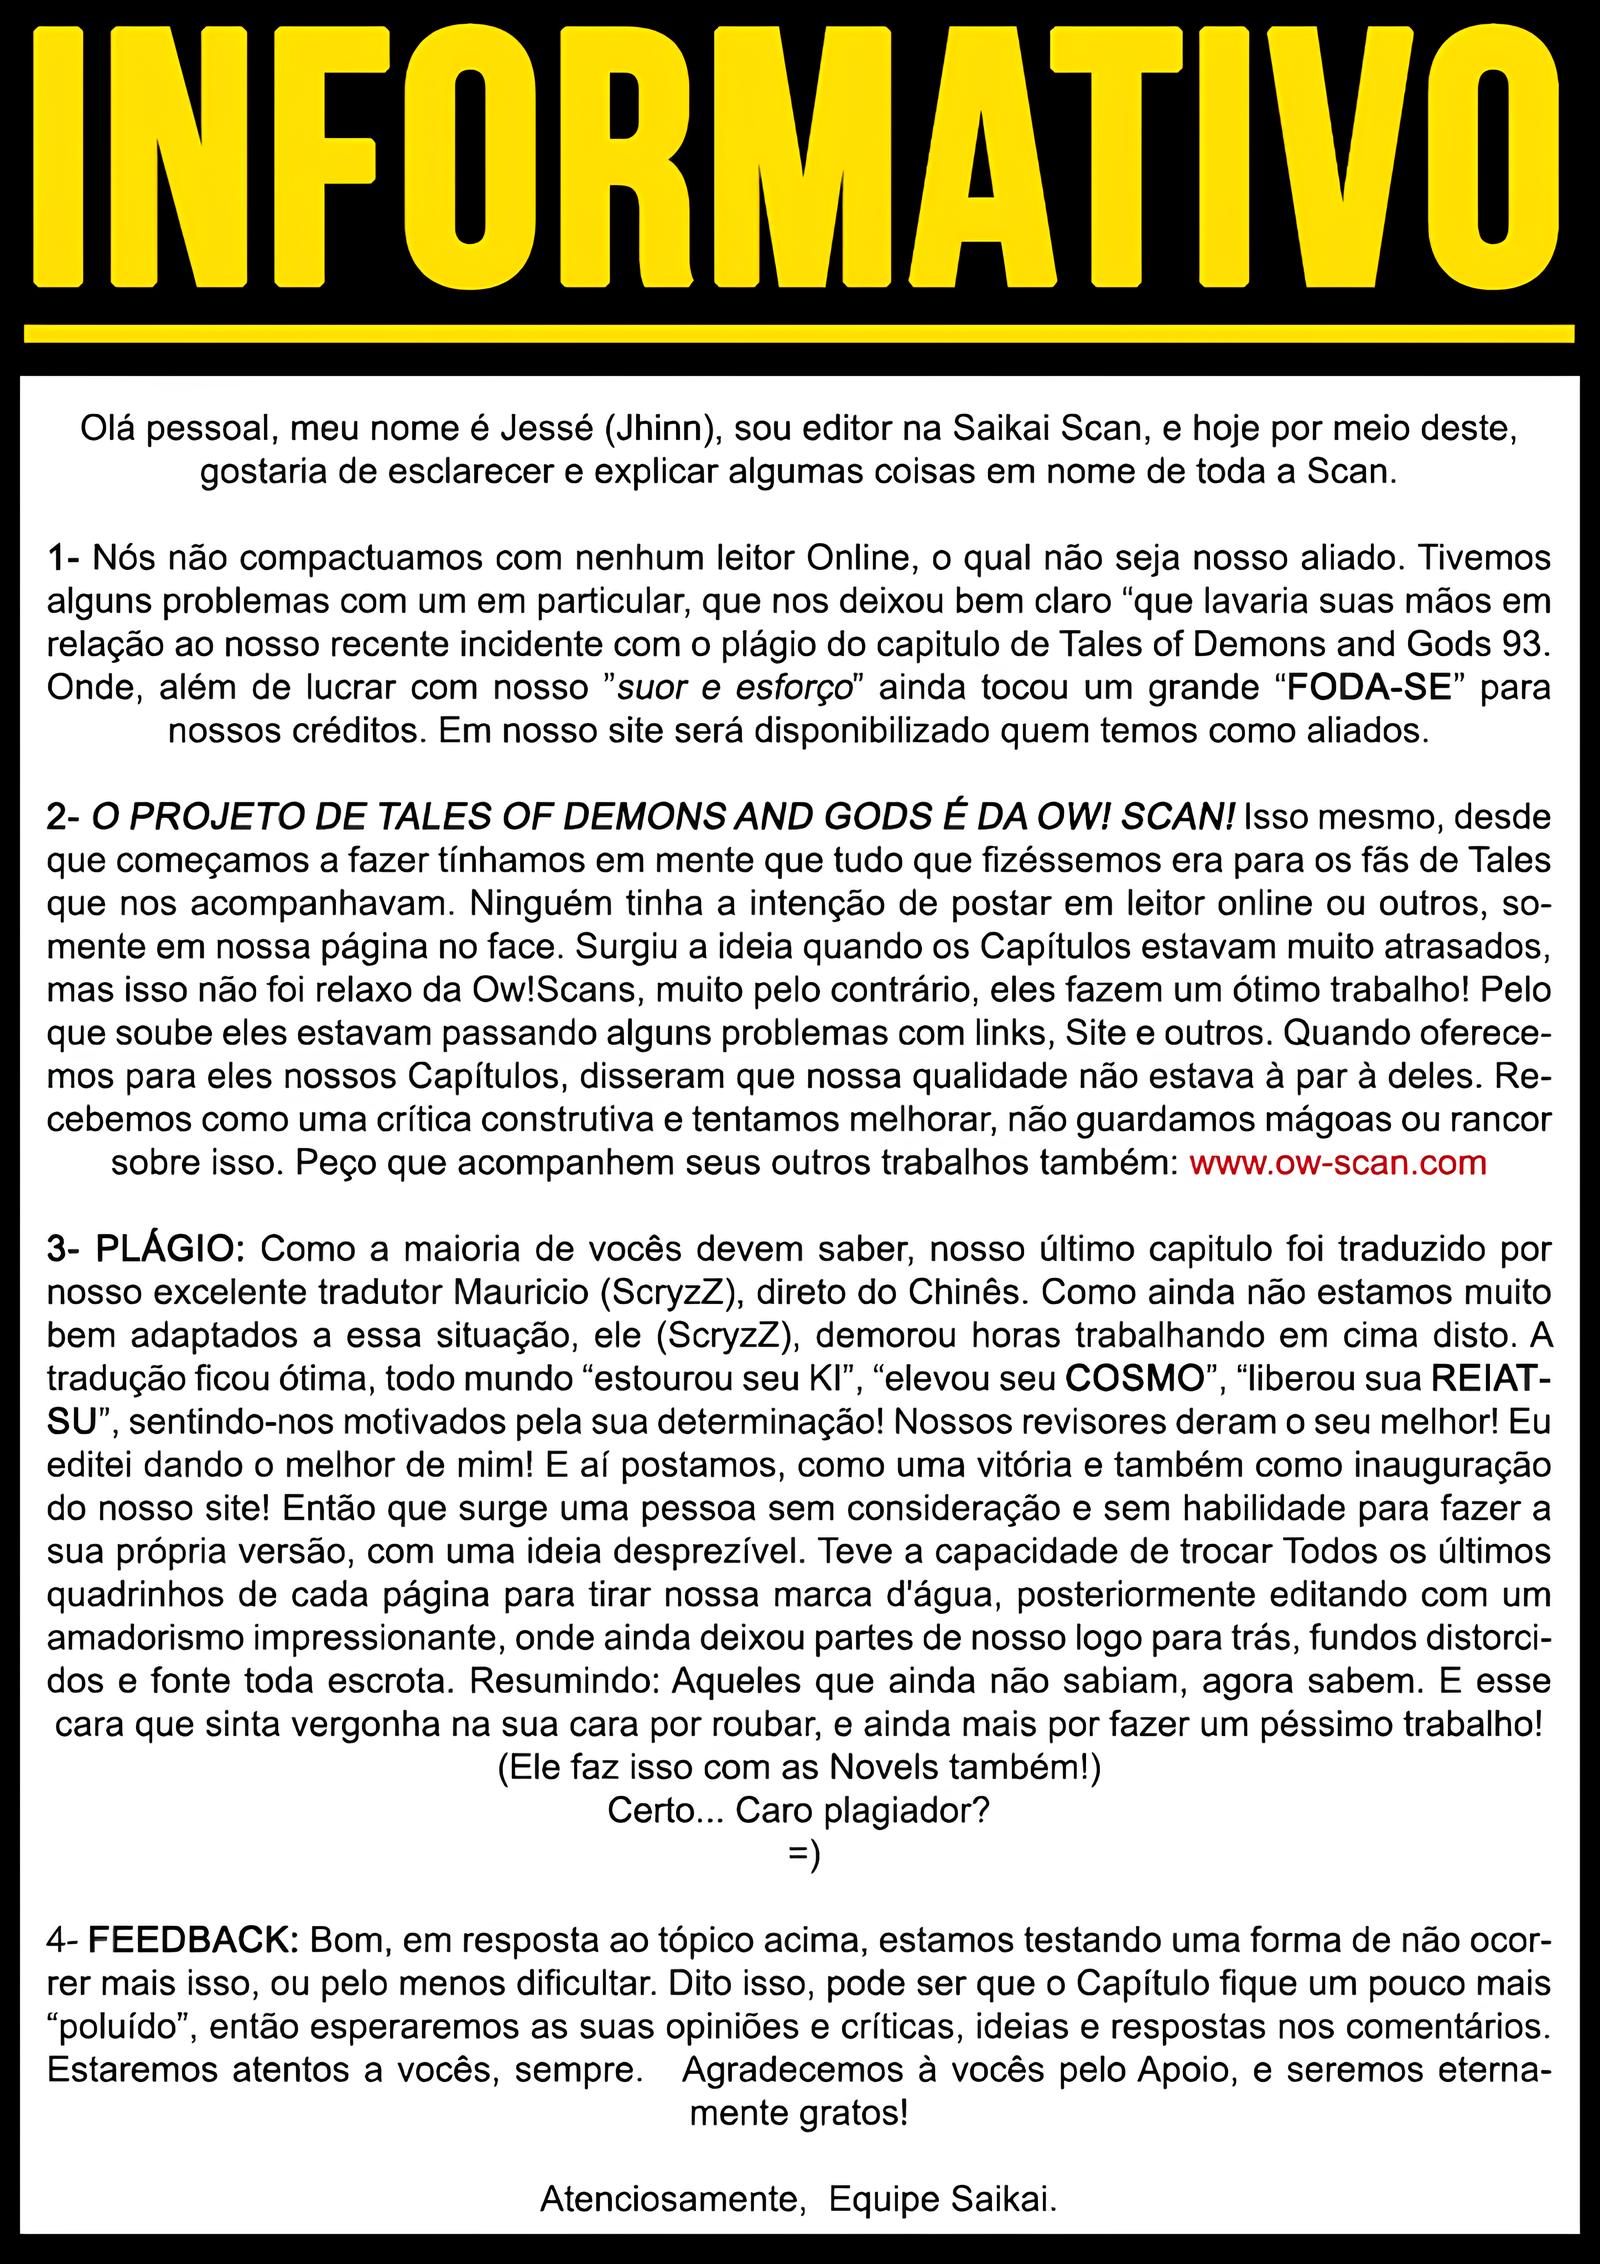 INFORMATIVO
Olá pessoal, meu nome é Jessé (Jhinn), sou editor na Saikai Scan, e hoje por meio deste,
gostaria de esclarecer e explicar algumas coisas em nome de toda a Scan.
1- Nós não compactuamos com nenhum leitor Online, o qual não seja nosso aliado. Tivemos
alguns problemas com um em particular, que nos deixou bem claro “que lavaria suas mãos em
relação ao nosso recente incidente com o plágio do capitulo de Tales of Demons and Gods 93.
Onde, além de lucrar com nosso ”suor e esforço” ainda tocou um grande “FODA-SE” para
nossos créditos. Em nosso site será disponibilizado quem temos como aliados.
2- O PROJETO DE TALES OF DEMONS AND GODS É DA OW! SCAN! Isso mesmo, desde
que começamos a fazer tínhamos em mente que tudo que fizéssemos era para os fãs de Tales
que nos acompanhavam. Ninguém tinha a intenção de postar em leitor online ou outros, so-
mente em nossa página no face. Surgiu a ideia quando os Capítulos estavam muito atrasados,
mas isso não foi relaxo da Ow!Scans, muito pelo contrário, eles fazem um ótimo trabalho! Pelo
que soube eles estavam passando alguns problemas com links, Site e outros. Quando oferece-
mos para eles nossos Capítulos, disseram que nossa qualidade não estava à par à deles. Re-
cebemos como uma crítica construtiva e tentamos melhorar, não guardamos mágoas ou rancor
sobre isso. Peço que acompanhem seus outros trabalhos também: www.ow-scan.com
3- PLÁGIO: Como a maioria de vocês devem saber, nosso último capitulo foi traduzido por
nosso excelente tradutor Mauricio (ScryzZ), direto do Chinês. Como ainda não estamos muito
bem adaptados a essa situação, ele (ScryzZ), demorou horas trabalhando em cima disto. A
tradução ficou ótima, todo mundo “estourou seu KI”, “elevou seu COSMO”, “liberou sua REIAT-
SU”, sentindo-nos motivados pela sua determinação! Nossos revisores deram o seu melhor! Eu
editei dando o melhor de mim! E aí postamos, como uma vitória e também como inauguração
do nosso site! Então que surge uma pessoa sem consideração e sem habilidade para fazer a
sua própria versão, com uma ideia desprezível. Teve a capacidade de trocar Todos os últimos
quadrinhos de cada página para tirar nossa marca d'água, posteriormente editando com um
amadorismo impressionante, onde ainda deixou partes de nosso logo para trás, fundos distorci-
dos e fonte toda escrota. Resumindo: Aqueles que ainda não sabiam, agora sabem. E esse
cara que sinta vergonha na sua cara por roubar, e ainda mais por fazer um péssimo trabalho!
(Ele faz isso com as Novels também!)
Certo... Caro plagiador?
=)
4- FEEDBACK: Bom, em resposta ao tópico acima, estamos testando uma forma de não ocor-
rer mais isso, ou pelo menos dificultar. Dito isso, pode ser que o Capítulo fique um pouco mais
“poluído”, então esperaremos as suas opiniões e críticas, ideias e respostas nos comentários.
Estaremos atentos a vocês, sempre. Agradecemos à vocês pelo Apoio, e seremos eterna-
mente gratos!
Atenciosamente, Equipe Saikai.